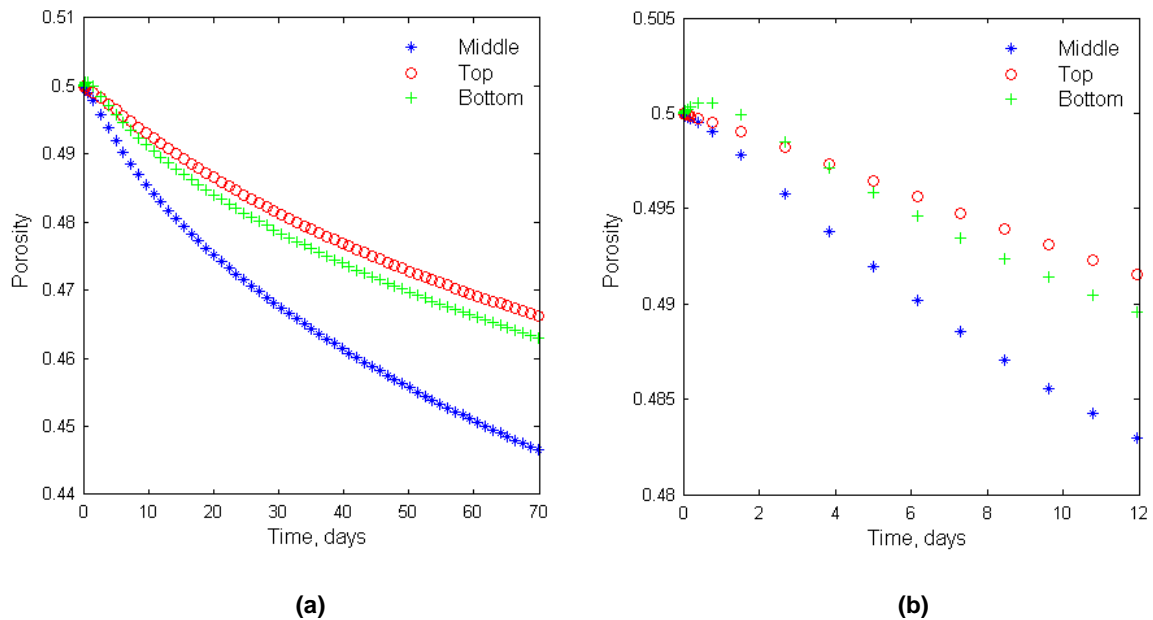 0.51
0.5
0.49
0.48
0.47
0.46
0.45
0.44
Porosity
0 10 20 30 40 50 60 70
Time, days
Middle
Top
Bottom
(a)
0.505
0.5
0.495
0.49
0.485
0.48
Porosity
0 2 4 6 8 10 12
Time, days
Middle
Top
Bottom
(b)